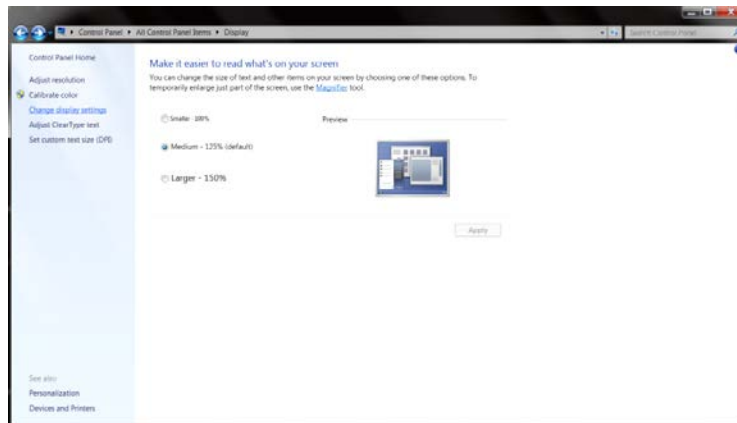 Control Panel ▸ All Control Panel Items ▸ Display
Search Control Panel
Control Panel Home
Adjust resolution
Calibrate color
Change display settings
Adjust ClearType text
Set custom text size (DPI)
Make it easier to read what's on your screen
You can change the size of text and other items on your screen by choosing one of these options. To
temporarily enlarge just part of the screen, use the Magnifier tool.
Smaller - 100%
Preview
Medium - 125% (default)
Larger - 150%
Apply
See also
Personalization
Devices and Printers